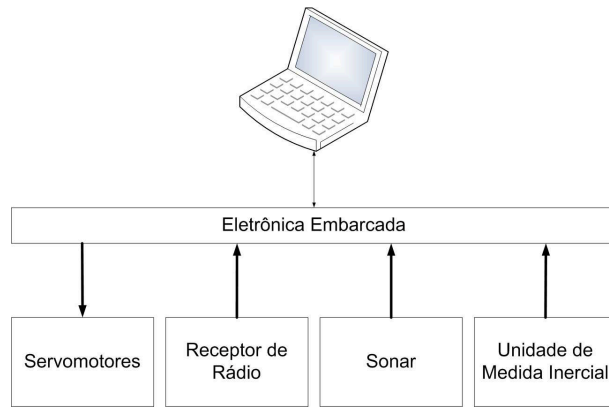 Eletrônica Embarcada
Servomotores
Receptor de
Rádio
Sonar
Unidade de
Medida Inercial